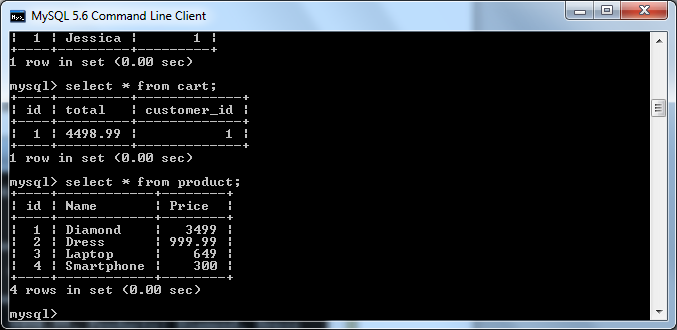 MySQL 5.6 Command Line Client
| 1 | Jessica | 1 |
+----+---------+----------+
1 row in set (0.00 sec)
mysql> select * from cart;
+----+---------+-------------+
| id | total | customer_id |
+----+---------+-------------+
| 1 | 4498.99 | 1 |
+----+---------+-------------+
1 row in set (0.00 sec)
mysql> select * from product;
+----+------------+--------+
| id | Name | Price |
+----+------------+--------+
| 1 | Diamond | 3499 |
| 2 | Dress | 999.99 |
| 3 | Laptop | 649 |
| 4 | Smartphone | 300 |
+----+------------+--------+
4 rows in set (0.00 sec)
mysql>